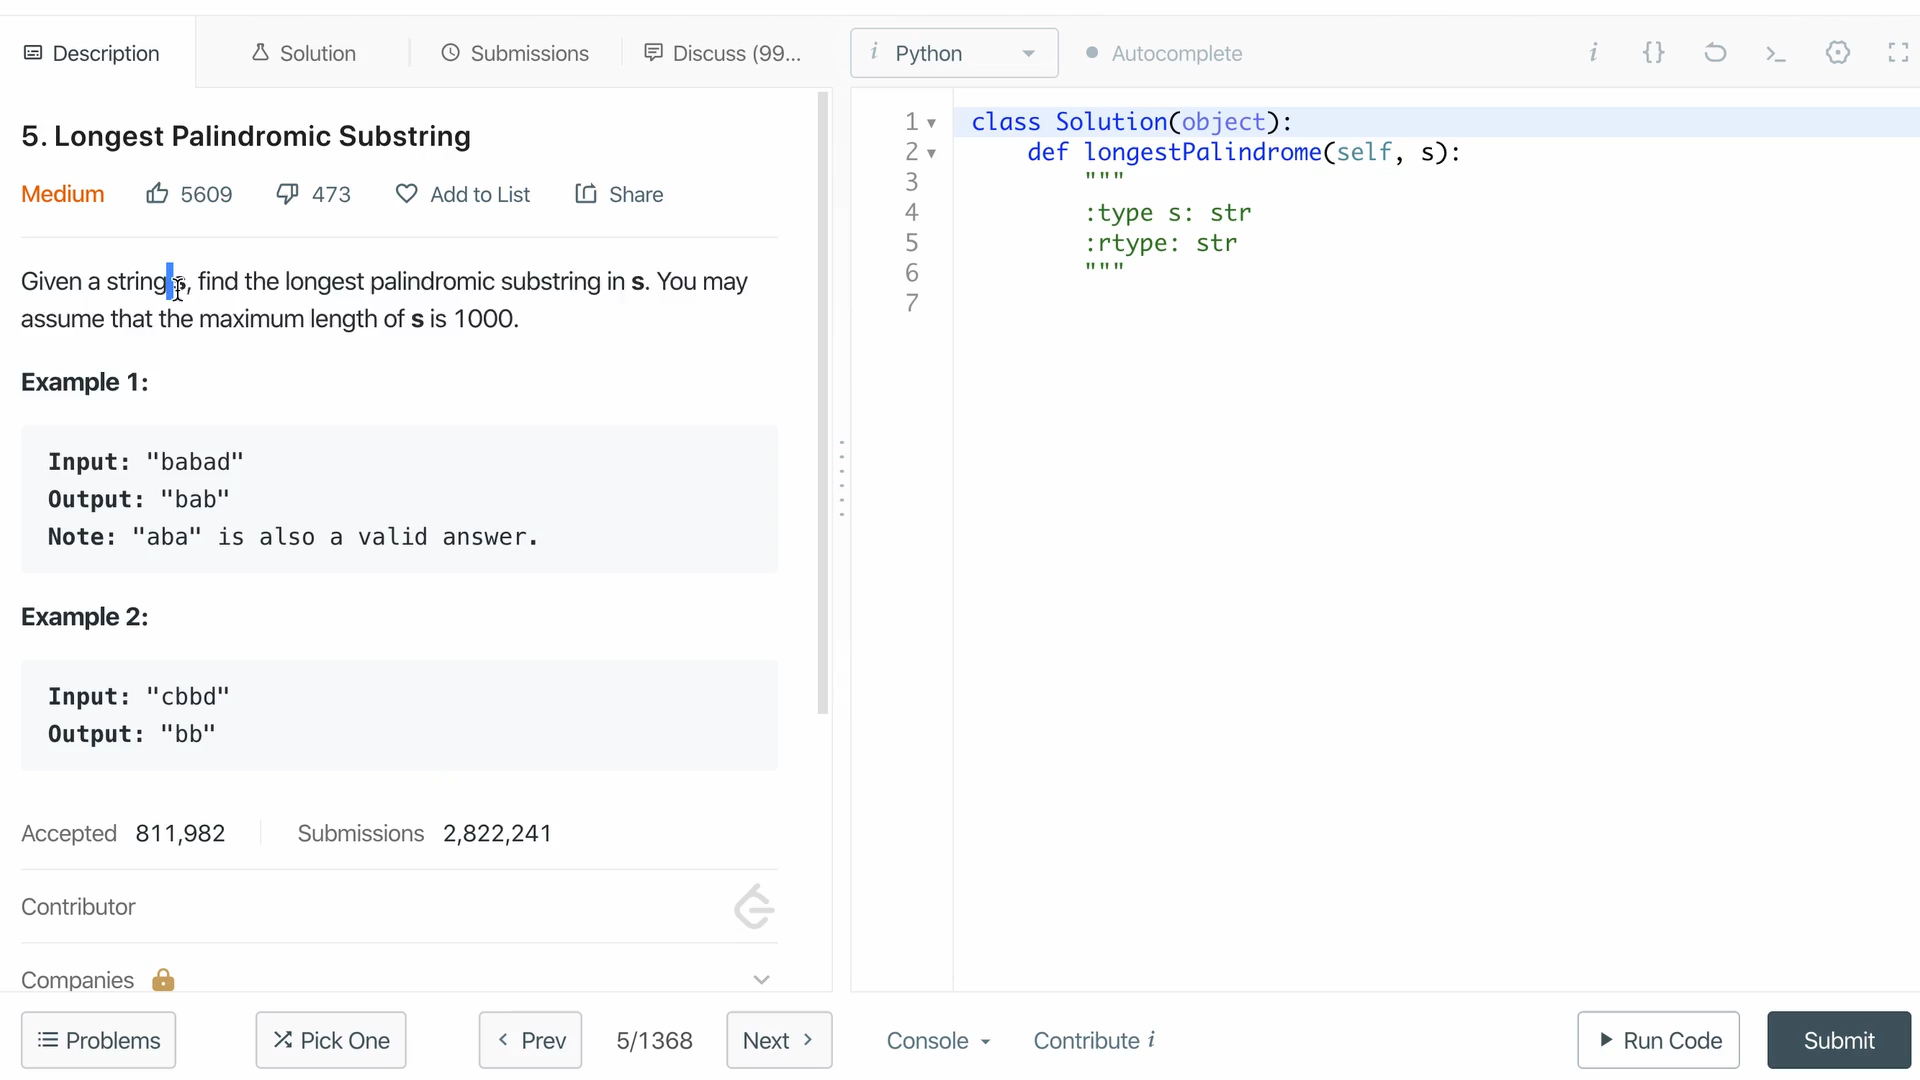 Description
Solution
Submissions
Discuss (99...
i Python
Autocomplete
5. Longest Palindromic Substring
Medium 5609 473 Add to List Share
Given a string s, find the longest palindromic substring in s. You may
assume that the maximum length of s is 1000.
Example 1:
Input: "babad"
Output: "bab"
Note: "aba" is also a valid answer.
Example 2:
Input: "cbbd"
Output: "bb"
Accepted 811,982 Submissions 2,822,241
Contributor
Companies
Problems
Pick One
Prev
5/1368
Next
1 class Solution(object):
2 def longestPalindrome(self, s):
3 """
4 :type s: str
5 :rtype: str
6 """
7
Console
Contribute i
Run Code
Submit